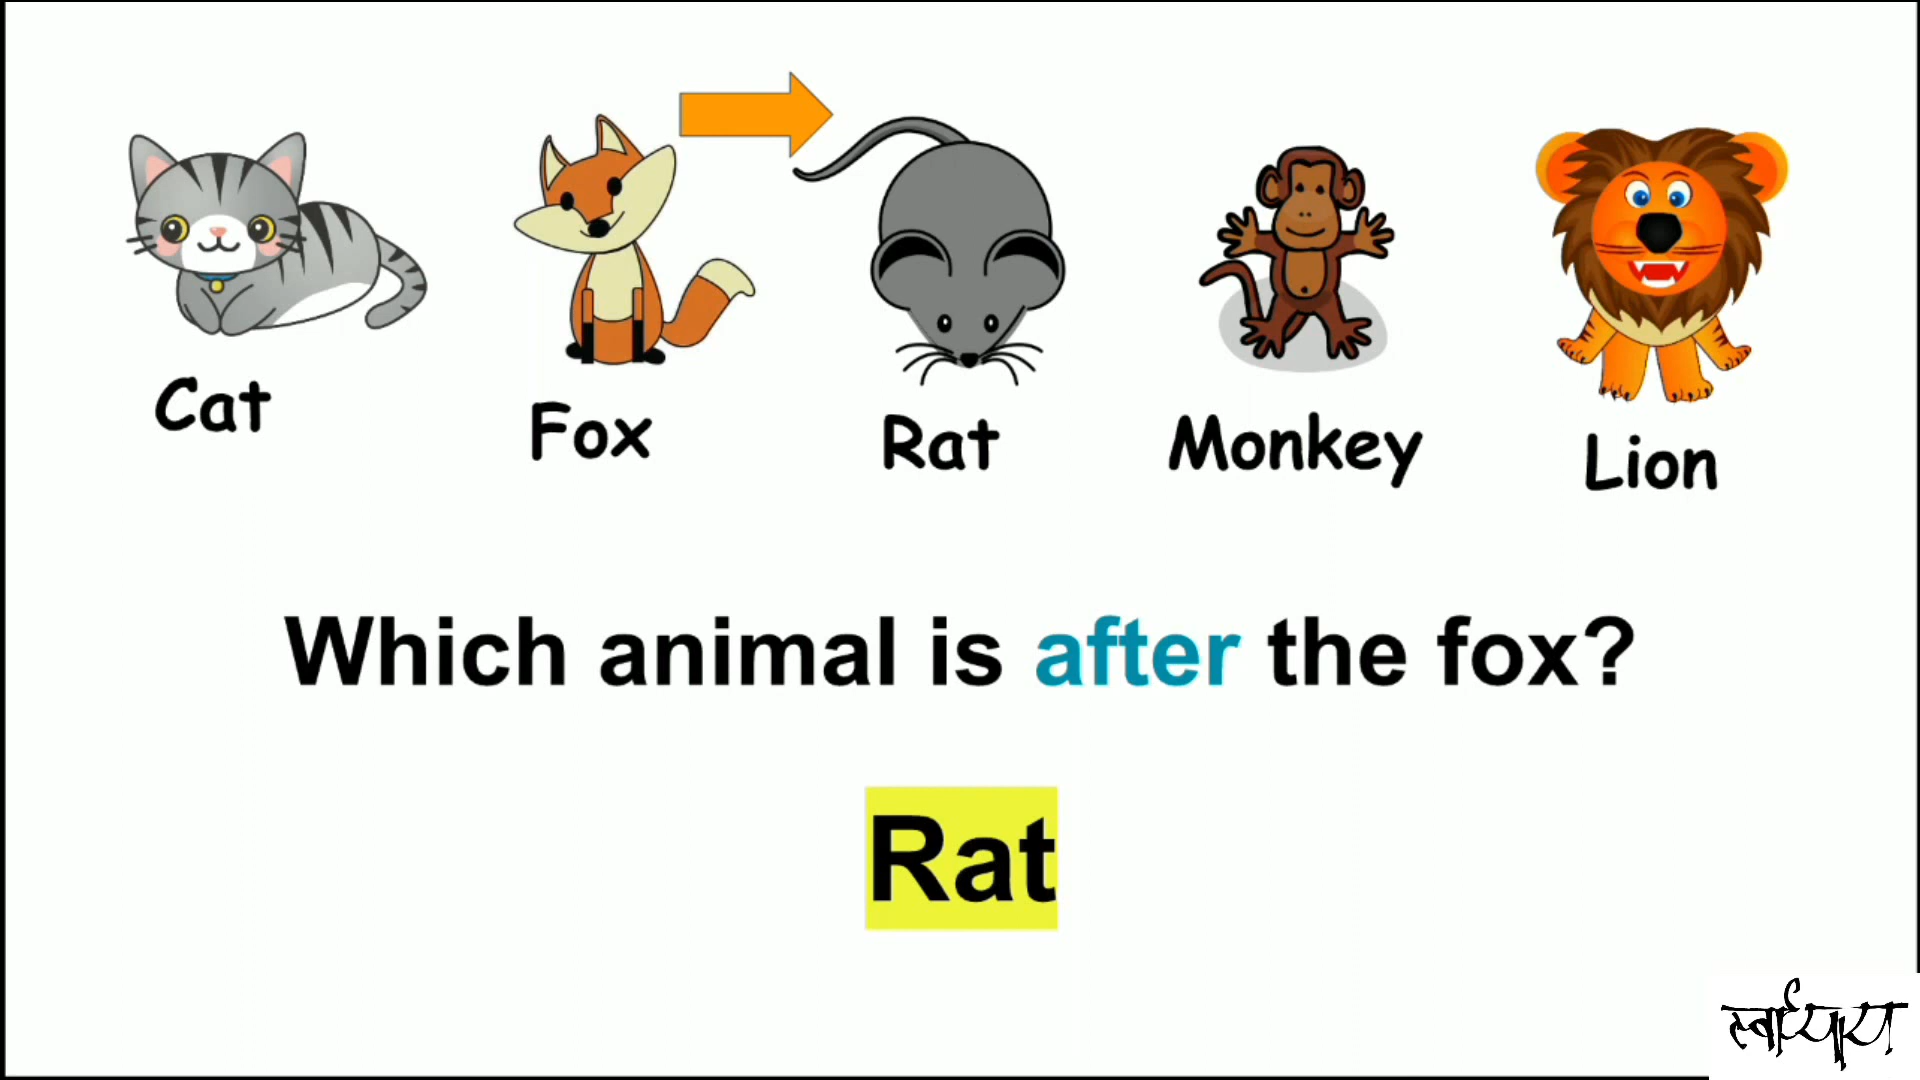 Cat
Fox
Rat
Monkey
Lion
Which animal is after the fox?
Rat
स्वाध्याय